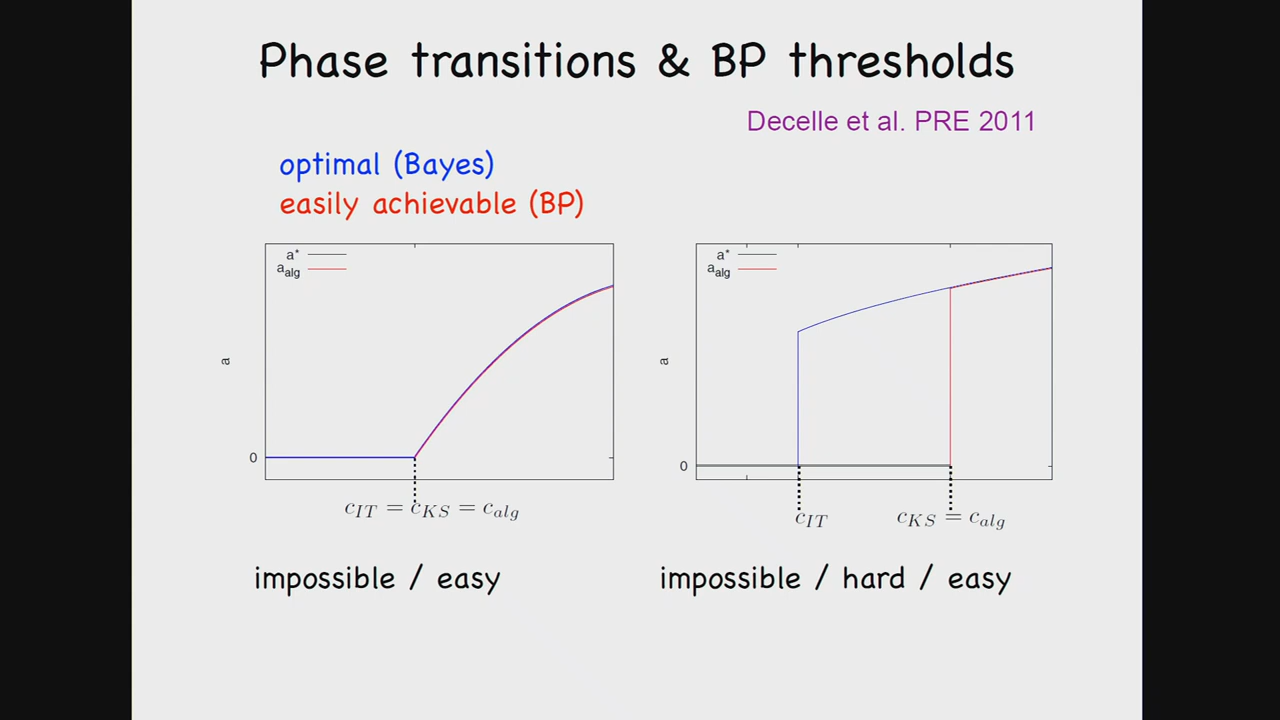 Phase transitions & BP thresholds
Decelle et al. PRE 2011
optimal (Bayes)
easily achievable (BP)
a*
a_alg
a
0
c_IT = c_KS = c_alg
impossible / easy
a*
a_alg
a
0
c_IT
c_KS = c_alg
impossible / hard / easy